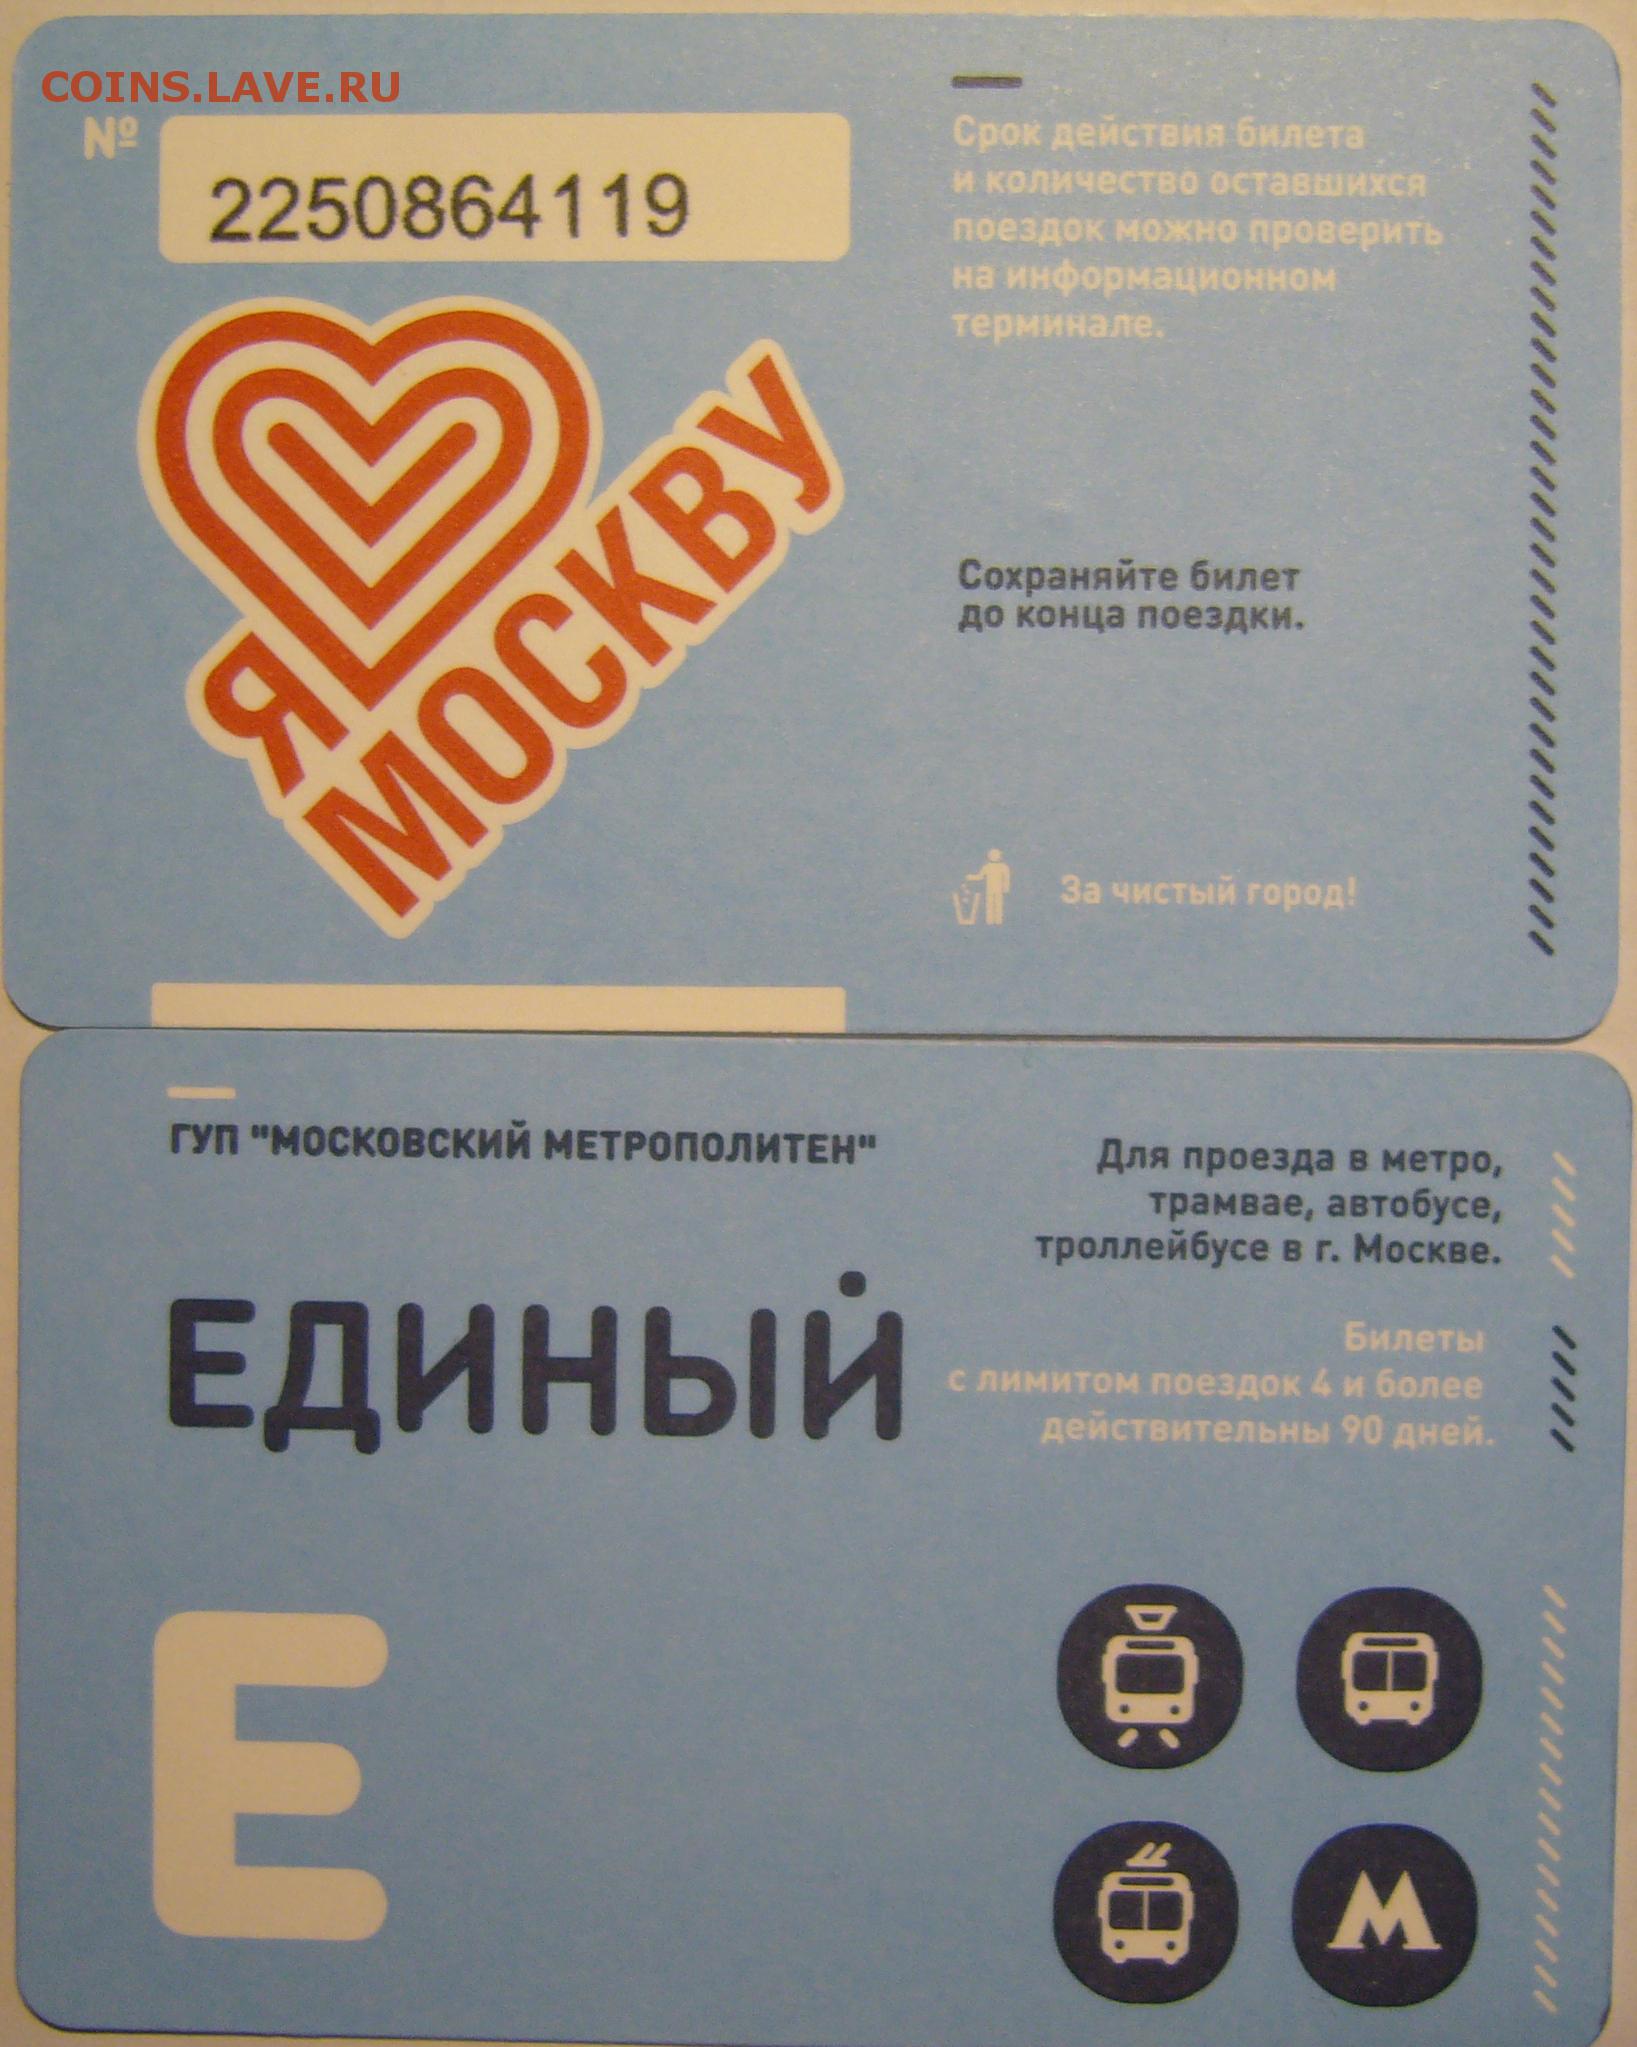 COINS.LAVE.RU
№
2250864119
Я
МОСКВУ
Срок действия билета
и количество оставшихся
поездок можно проверить
на информационном
терминале.
Сохраняйте билет
до конца поездки.
За чистый город!
ГУП "МОСКОВСКИЙ МЕТРОПОЛИТЕН"
ЕДИНЫЙ
Е
Для проезда в метро,
трамвае, автобусе,
троллейбусе в г. Москве.
Билеты
с лимитом поездок 4 и более
действительны 90 дней.
М